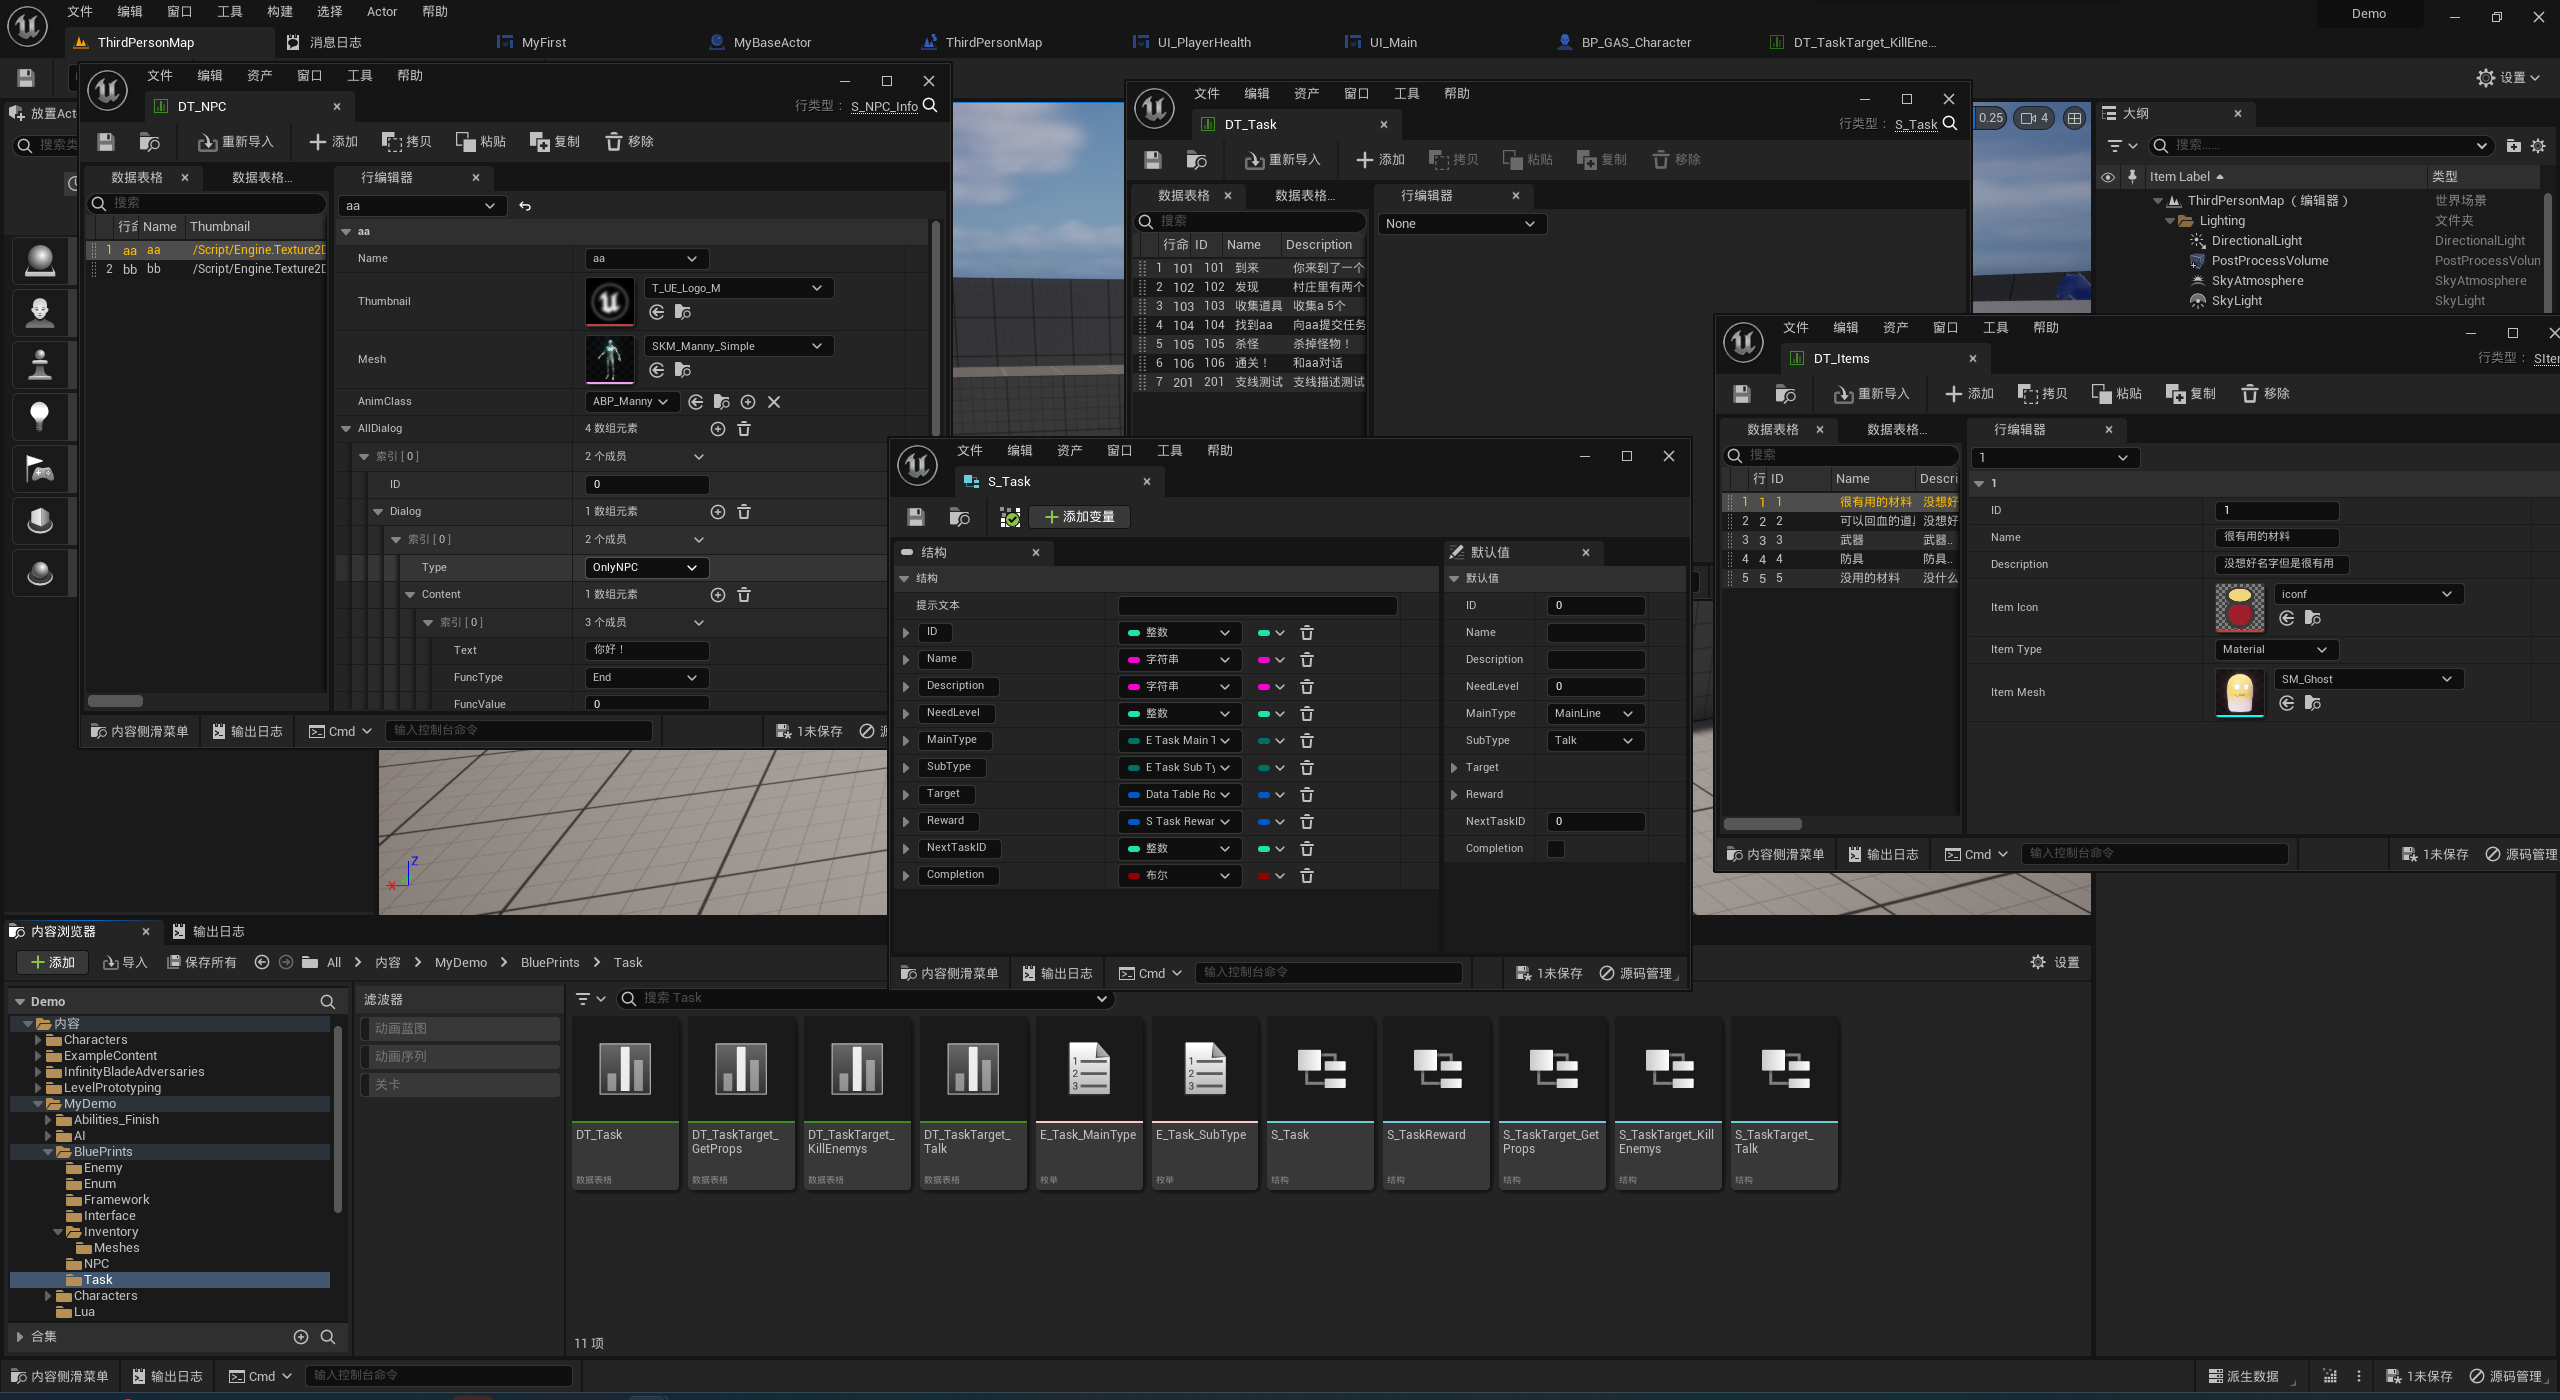 文件 编辑 窗口 工具 构建 选择 Actor 帮助
Demo
ThirdPersonMap 消息日志 MyFirst MyBaseActor ThirdPersonMap UI_PlayerHealth UI_Main BP_GAS_Character DT_TaskTarget_KillEne...
设置
放置Act
搜索类
文件 编辑 资产 窗口 工具 帮助
DT_NPC
行类型： S_NPC_Info
重新导入 添加 拷贝 粘贴 复制 移除
数据表格 数据表格...
搜索
行命 Name Thumbnail
1 aa aa /Script/Engine.Texture2D
2 bb bb /Script/Engine.Texture2D
行编辑器
aa
aa
Name aa
Thumbnail T_UE_Logo_M
Mesh SKM_Manny_Simple
AnimClass ABP_Manny
AllDialog 4 数组元素
索引 [ 0 ] 2 个成员
ID 0
Dialog 1 数组元素
索引 [ 0 ] 2 个成员
Type OnlyNPC
Content 1 数组元素
索引 [ 0 ] 3 个成员
Text 你好！
FuncType End
FuncValue 0
内容侧滑菜单 输出日志 Cmd 输入控制台命令 1未保存
文件 编辑 资产 窗口 工具 帮助
DT_Task
行类型： S_Task
重新导入 添加 拷贝 粘贴 复制 移除
数据表格 数据表格...
搜索
行命 ID Name Description
1 101 101 到来 你来到了一个
2 102 102 发现 村庄里有两个
3 103 103 收集道具 收集a 5个
4 104 104 找到aa 向aa提交任务
5 105 105 杀怪 杀掉怪物！
6 106 106 通关！ 和aa对话
7 201 201 支线测试 支线描述测试
行编辑器
None
0.25 4
大纲
搜索......
Item Label 类型
ThirdPersonMap（编辑器） 世界场景
Lighting 文件夹
DirectionalLight DirectionalLight
PostProcessVolume PostProcessVolun
SkyAtmosphere SkyAtmosphere
SkyLight SkyLight
文件 编辑 资产 窗口 工具 帮助
S_Task
添加变量
结构
结构
提示文本
ID 整数
Name 字符串
Description 字符串
NeedLevel 整数
MainType E Task Main T
SubType E Task Sub Ty
Target Data Table Ro
Reward S Task Rewar
NextTaskID 整数
Completion 布尔
默认值
默认值
ID 0
Name
Description
NeedLevel 0
MainType MainLine
SubType Talk
Target
Reward
NextTaskID 0
Completion
内容侧滑菜单 输出日志 Cmd 输入控制台命令 1未保存 源码管理
文件 编辑 资产 窗口 工具 帮助
DT_Items
行类型： SIter
重新导入 添加 拷贝 粘贴 复制 移除
数据表格 数据表格...
搜索
行 ID Name Descri
1 1 1 很有用的材料 没想好
2 2 2 可以回血的道 没想好
3 3 3 武器 武器..
4 4 4 防具 防具..
5 5 5 没用的材料 没什么
行编辑器
1
1
ID 1
Name 很有用的材料
Description 没想好名字但是很有用
Item Icon iconf
Item Type Material
Item Mesh SM_Ghost
内容侧滑菜单 输出日志 Cmd 输入控制台命令 1未保存 源码管理
Z
X
内容浏览器 输出日志
添加 导入 保存所有 All 内容 MyDemo BluePrints Task
设置
Demo
内容
Characters
ExampleContent
InfinityBladeAdversaries
LevelPrototyping
MyDemo
Abilities_Finish
AI
BluePrints
Enemy
Enum
Framework
Interface
Inventory
Meshes
NPC
Task
Characters
Lua
合集
滤波器
动画蓝图
动画序列
关卡
搜索 Task
DT_Task
数据表格
DT_TaskTarget_
GetProps
数据表格
DT_TaskTarget_
KillEnemys
数据表格
DT_TaskTarget_
Talk
数据表格
E_Task_MainType
枚举
E_Task_SubType
枚举
S_Task
结构
S_TaskReward
结构
S_TaskTarget_Get
Props
结构
S_TaskTarget_Kill
Enemys
结构
S_TaskTarget_
Talk
结构
11 项
内容侧滑菜单 输出日志 Cmd 输入控制台命令 派生数据 1未保存 源码管理